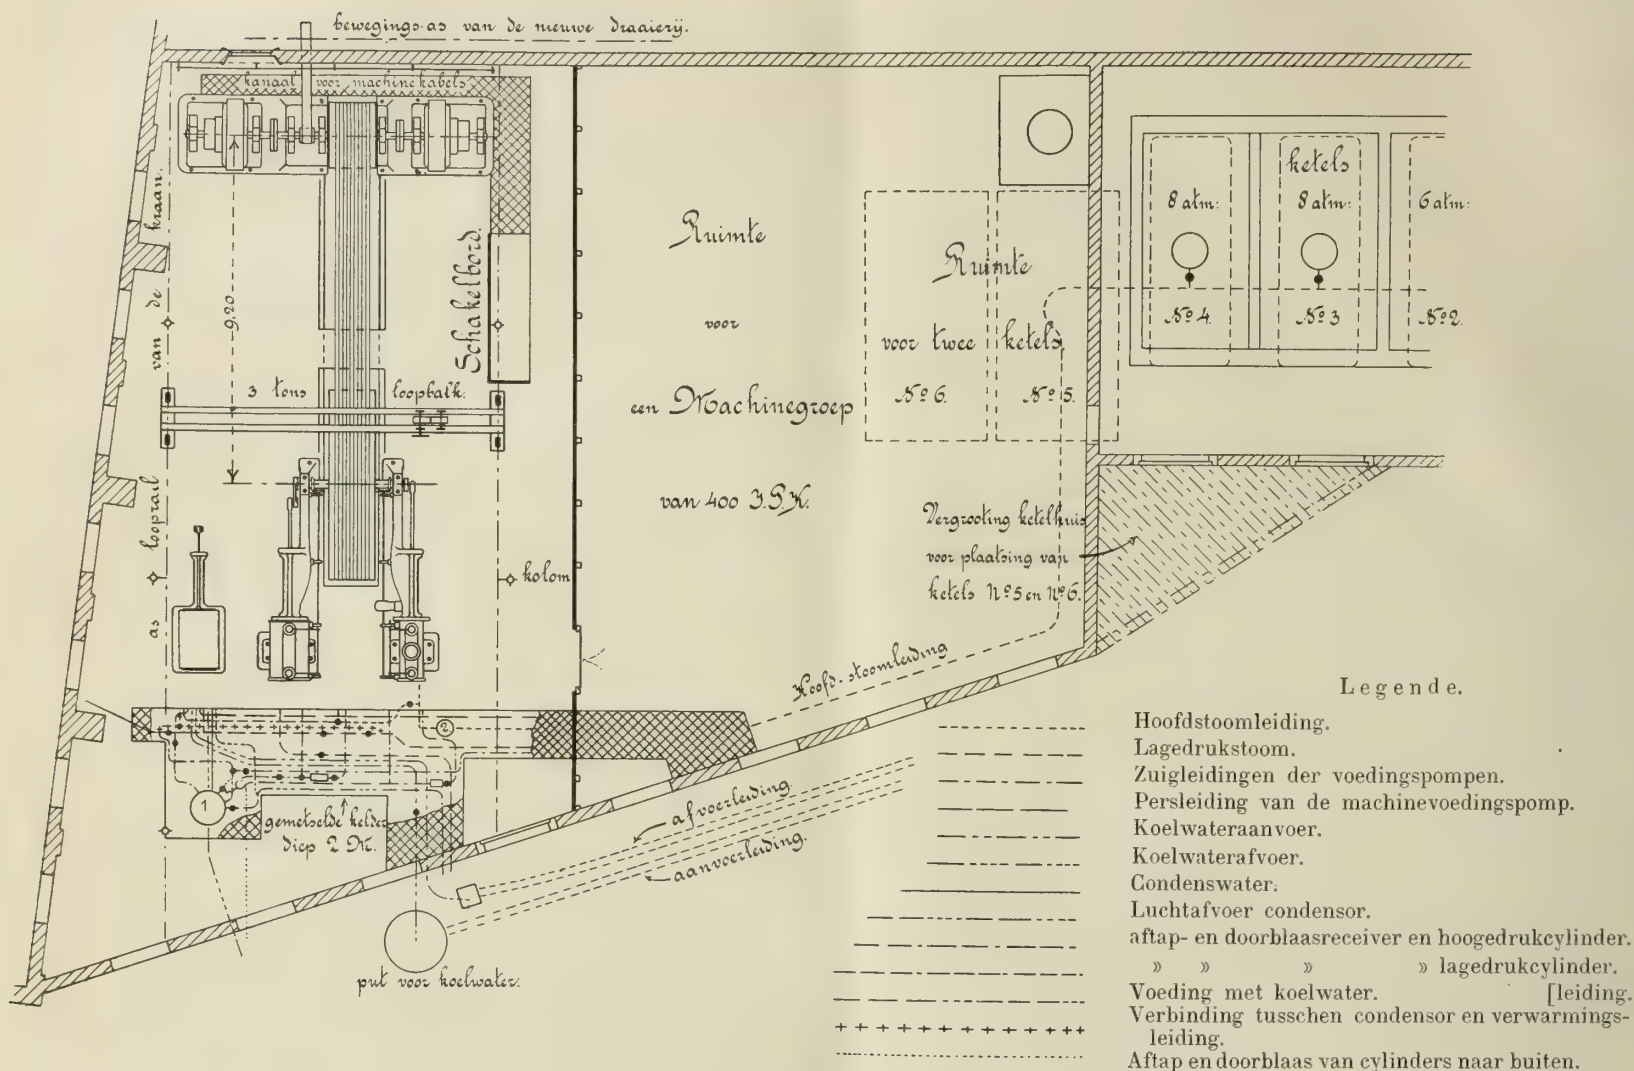 bewegings-as van de nieuwe draaierij.
kanaal voor machinekabels
as looprail van de kraan.
9.20
Schakelbord.
3 tons loopbalk.
kolom
Ruimte
voor
een Machinegroep
van 400 I.P.K.
Ruimte
voor twee ketels.
No 6. No 5.
ketels
8 atm: 8 atm: 6 atm:
No 4. No 3 No 2.
Vergrooting ketelhuis
voor plaatsing van
ketels No 5 en No 6.
Hoofd-stoomleiding
1
2
gemetselde kelder
diep 2 M.
afvoerleiding.
aanvoerleiding.
put voor koelwater.
Legende.
Hoofdstoomleiding.
Lagedrukstoom.
Zuigleidingen der voedingspompen.
Persleiding van de machinevoedingspomp.
Koelwateraanvoer.
Koelwaterafvoer.
Condenswater.
Luchtafvoer condensor.
aftap- en doorblaasreceiver en hoogedrukcylinder.
» » » » lagedrukcylinder.
Voeding met koelwater. [leiding.
Verbinding tusschen condensor en verwarmings-
leiding.
Aftap en doorblaas van cylinders naar buiten.